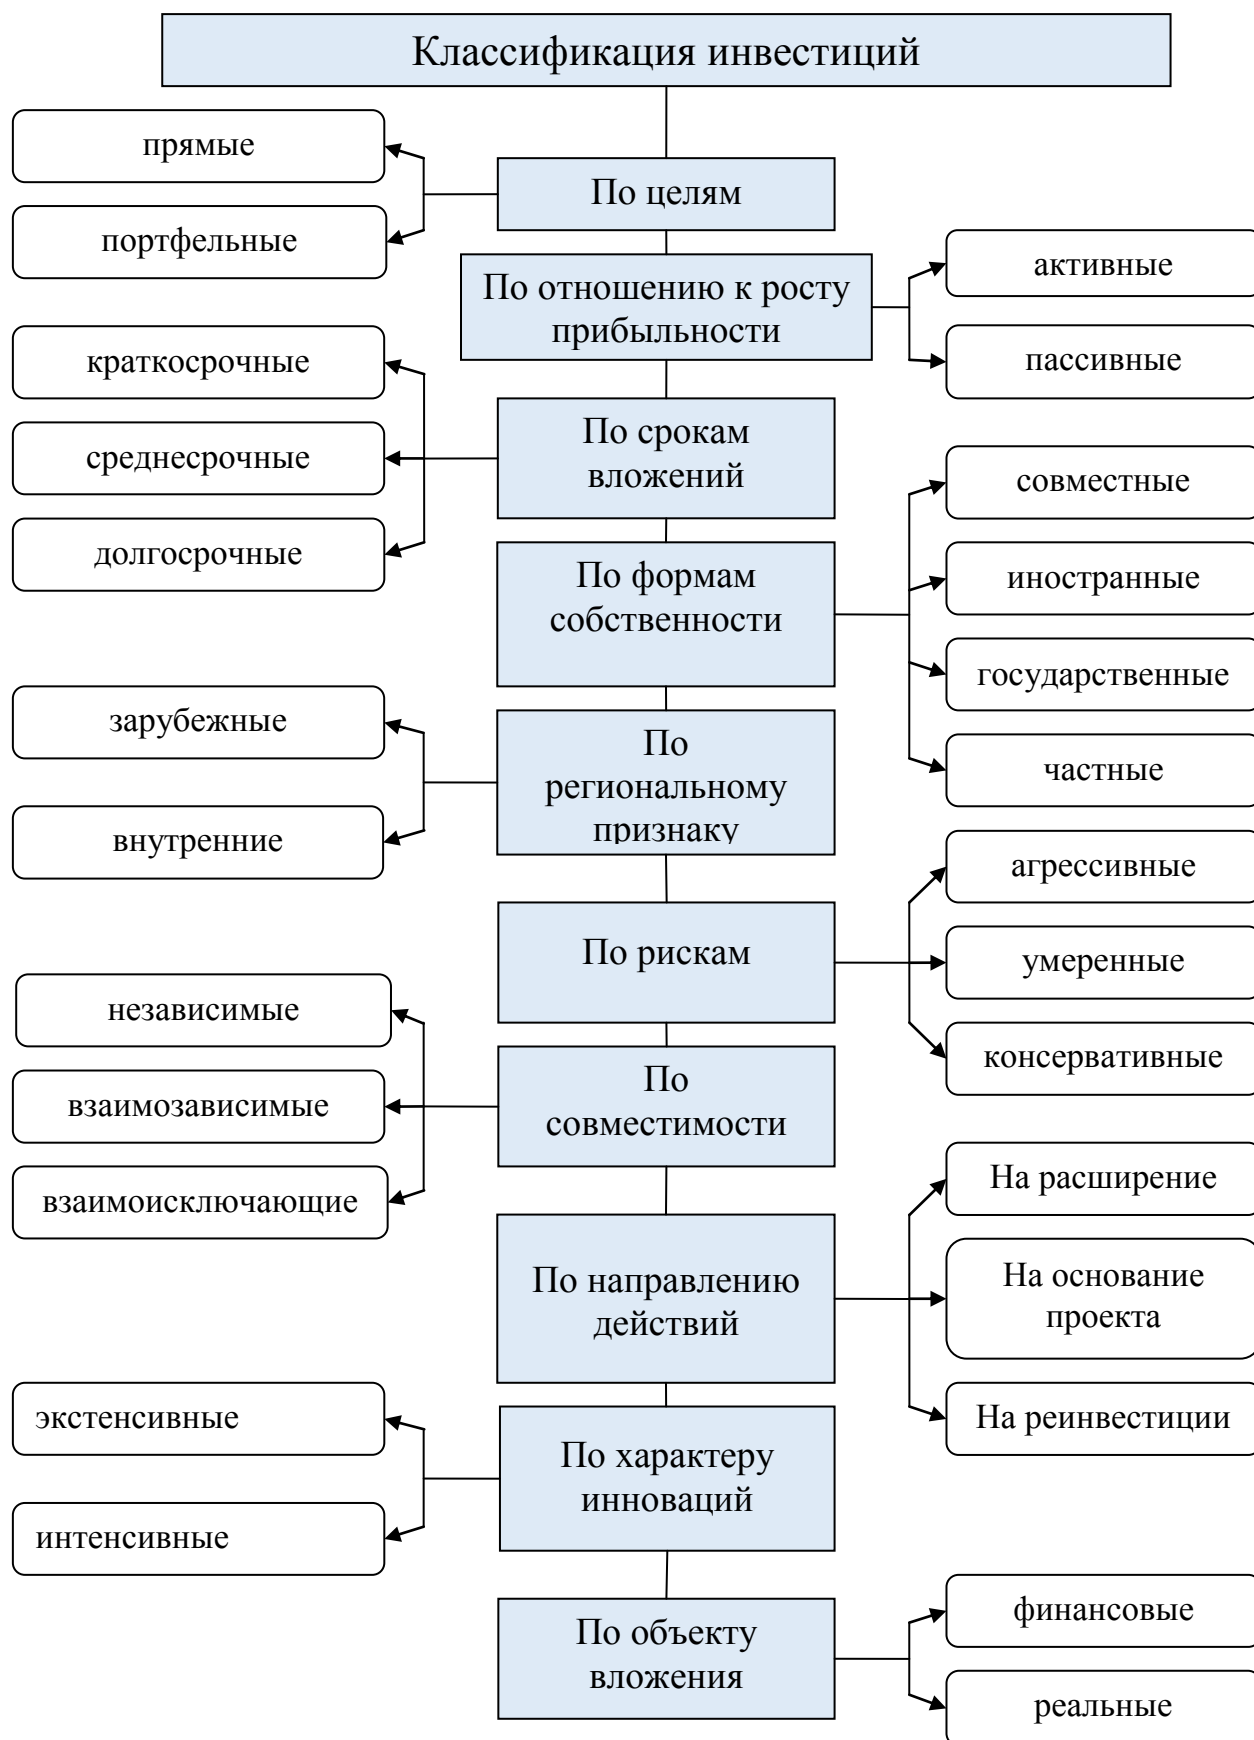 Классификация инвестиций
прямые
По целям
портфельные
По отношению к росту
прибыльности
активные
пассивные
краткосрочные
По срокам
вложений
среднесрочные
долгосрочные
По формам
собственности
совместные
иностранные
государственные
частные
зарубежные
По
региональному
признаку
внутренние
По рискам
агрессивные
умеренные
консервативные
независимые
По
совместимости
взаимозависимые
взаимоисключающие
По направлению
действий
На расширение
На основание
проекта
На реинвестиции
экстенсивные
По характеру
инноваций
интенсивные
По объекту
вложения
финансовые
реальные